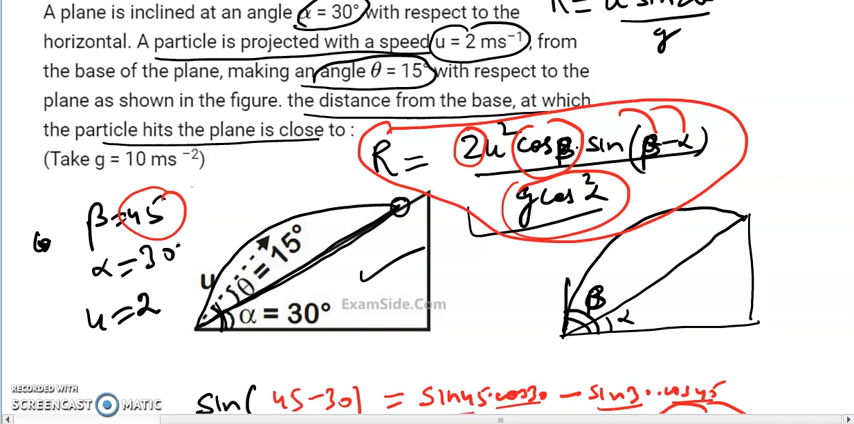 A plane is inclined at an angle α = 30° with respect to the
horizontal. A particle is projected with a speed u = 2 ms⁻¹, from
the base of the plane, making an angle θ = 15° with respect to the
plane as shown in the figure. the distance from the base, at which
the particle hits the plane is close to :
(Take g = 10 ms ⁻²)
g
R = 2u² cosβ · sin(β-α)
g cos²α
β=45
α=30°
u=2
u
θ = 15°
α = 30°
ExamSide.Com
β
α
RECORDED WITH
SCREENCAST MATIC
sin( 45-30) = sin45·cos30 - sin30·cos45